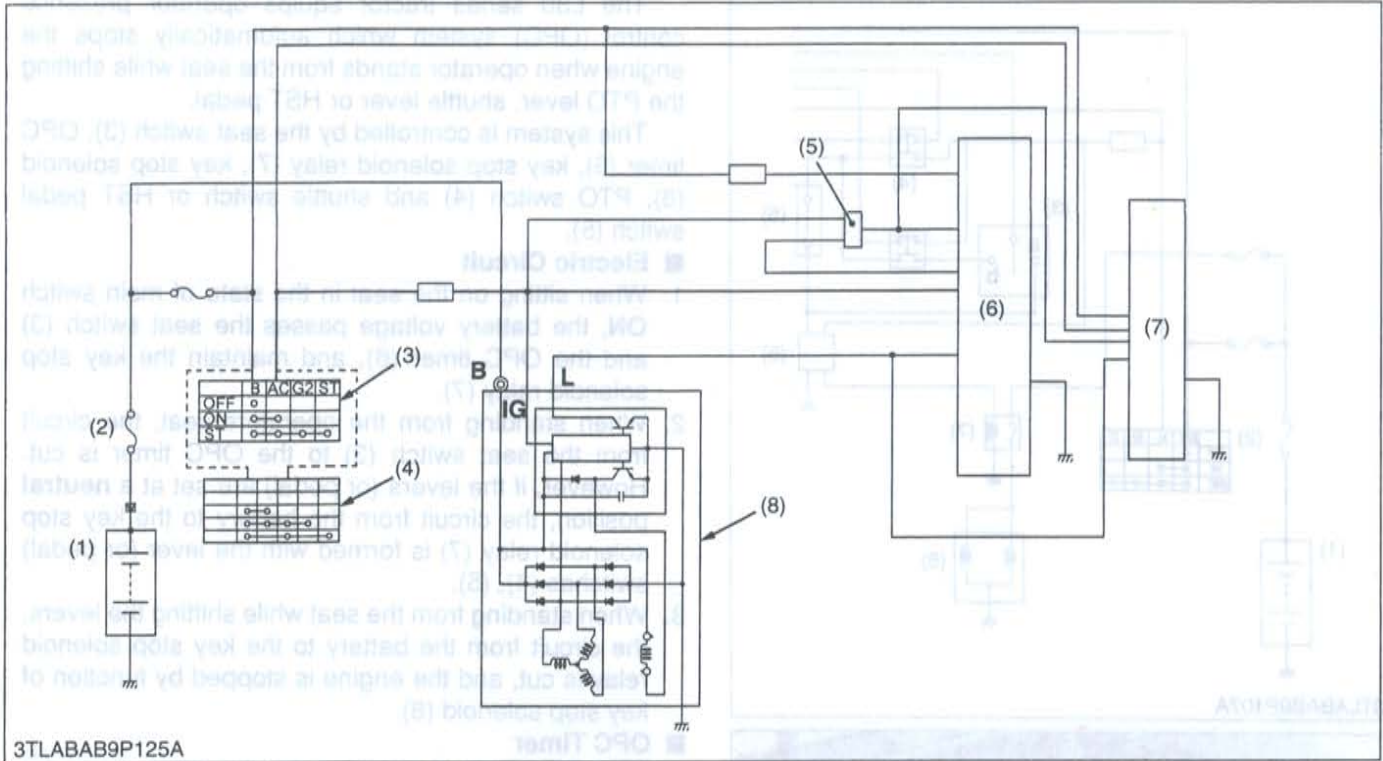 (5)
(6)
(7)
(3)
B AC G2 ST
OFF
ON
ST
(2)
(4)
(1)
B
L
IG
(8)
3TLABAB9P125A
The L30 series tractor equips operator presence
control (OPC) system which automatically stops the
engine when operator stands from the seat while shifting
the PTO lever, shuttle lever or HST pedal.
This system is controlled by the seat switch (3), OPC
timer (6), key stop solenoid relay (7), key stop solenoid
(8), PTO switch (4) and shuttle switch or HST pedal
switch (5).
■ Electric Circuit
1. When sitting on the seat in the state of main switch
ON, the battery voltage passes the seat switch (3)
and the OPC timer (6), and maintain the key stop
solenoid relay (7).
2. When standing from the seat, the circuit
from the seat switch (3) to the OPC timer is cut.
However, if the levers (or pedal) are set at a neutral
position, the circuit from the battery to the key stop
solenoid relay (7) is formed with the lever (or pedal)
switches (5).
3. When standing from the seat while shifting the levers,
the circuit from the battery to the key stop solenoid
relay is cut, and the engine is stopped by function of
key stop solenoid (8)
■ OPC Timer
3TLABAB9P107A